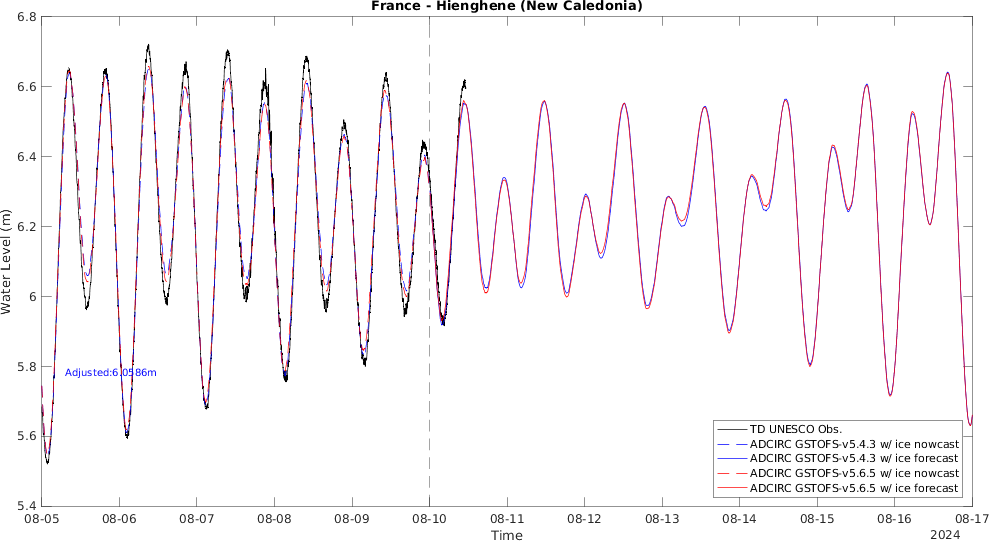 France - Hienghene (New Caledonia)
6.8
6.6
6.4
6.2
6
5.8
5.6
5.4
Water Level (m)
Adjusted:6.0586m
TD UNESCO Obs.
ADCIRC GSTOFS-v5.4.3 w/ ice nowcast
ADCIRC GSTOFS-v5.4.3 w/ ice forecast
ADCIRC GSTOFS-v5.6.5 w/ ice nowcast
ADCIRC GSTOFS-v5.6.5 w/ ice forecast
08-05 08-06 08-07 08-08 08-09 08-10 08-11 08-12 08-13 08-14 08-15 08-16 08-17
Time
2024